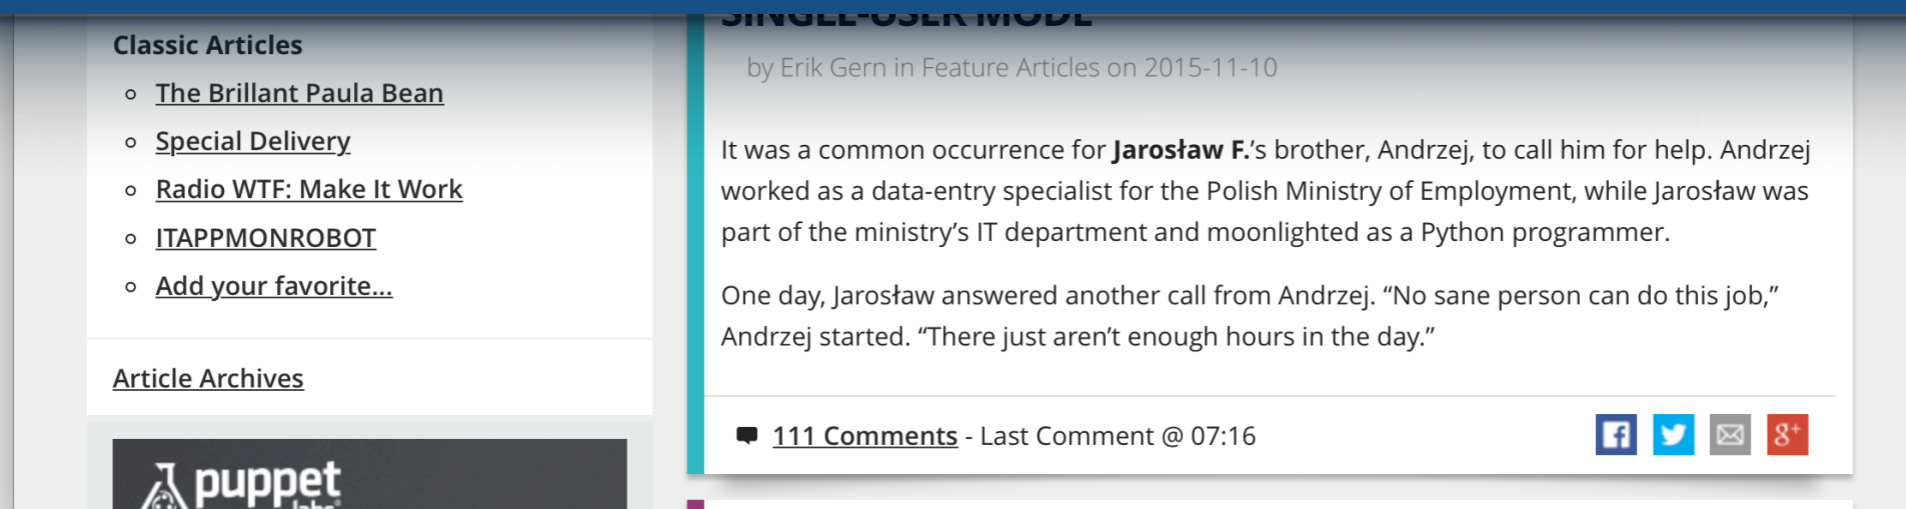 Classic Articles
The Brillant Paula Bean
Special Delivery
Radio WTF: Make It Work
ITAPPMONROBOT
Add your favorite...
Article Archives
puppet
labs
SINGLE-USER MODE
by Erik Gern in Feature Articles on 2015-11-10
It was a common occurrence for Jarosław F.’s brother, Andrzej, to call him for help. Andrzej
worked as a data-entry specialist for the Polish Ministry of Employment, while Jarosław was
part of the ministry’s IT department and moonlighted as a Python programmer.
One day, Jarosław answered another call from Andrzej. “No sane person can do this job,”
Andrzej started. “There just aren’t enough hours in the day.”
111 Comments - Last Comment @ 07:16
8+